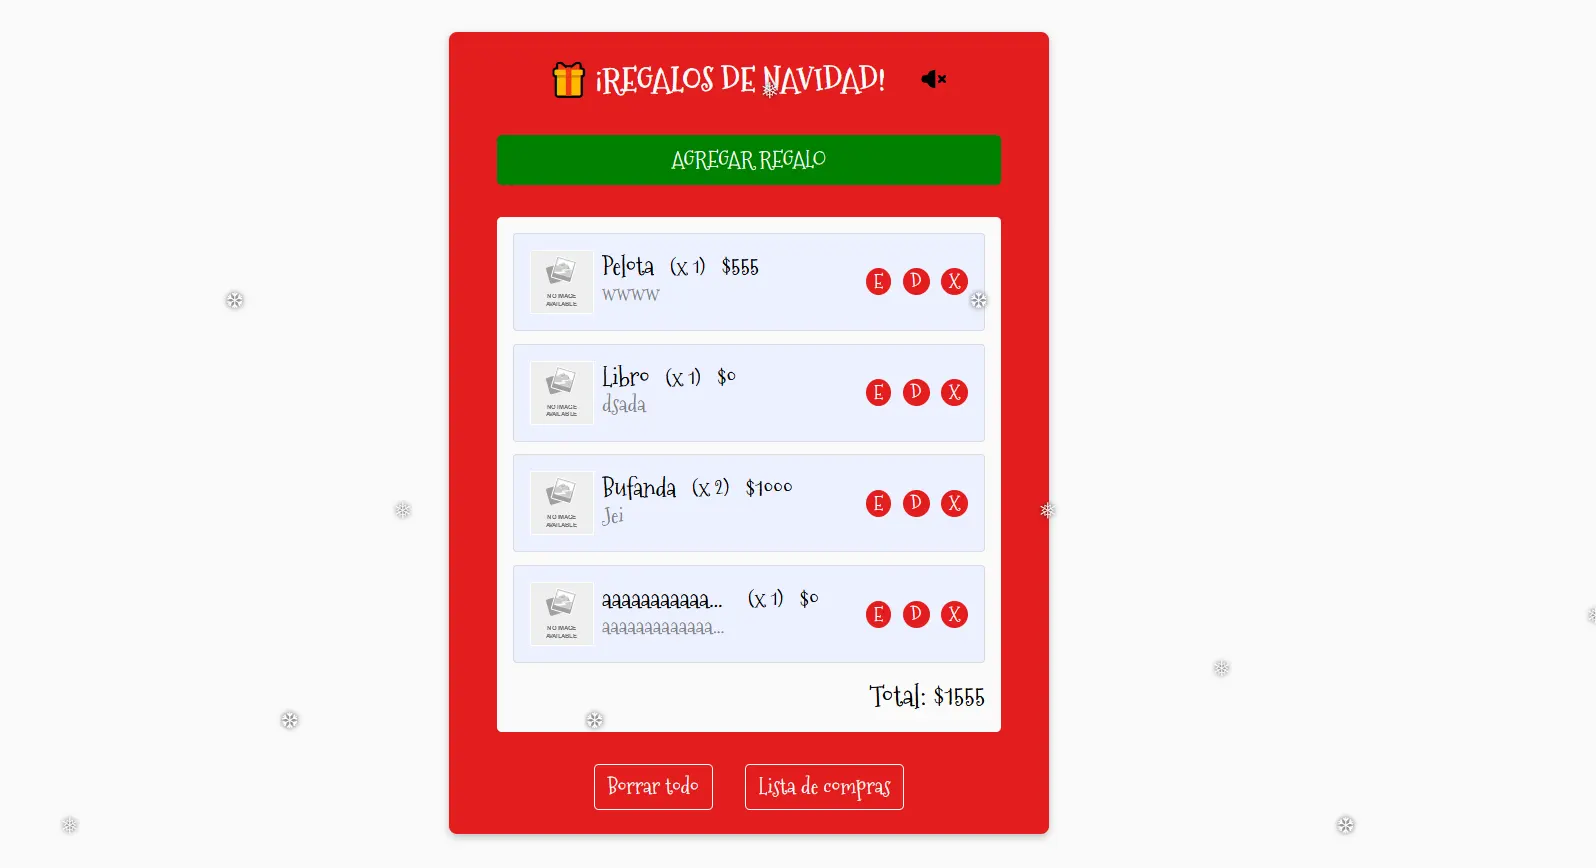 ¡REGALOS DE NAVIDAD!
AGREGAR REGALO
NO IMAGE
AVAILABLE
Pelota (x 1) $555
wwww
E D X
NO IMAGE
AVAILABLE
Libro (x 1) $0
dsada
E D X
NO IMAGE
AVAILABLE
Bufanda (x 2) $1000
Jei
E D X
NO IMAGE
AVAILABLE
aaaaaaaaaaa... (x 1) $0
aaaaaaaaaaaaa...
E D X
Total: $1555
Borrar todo Lista de compras